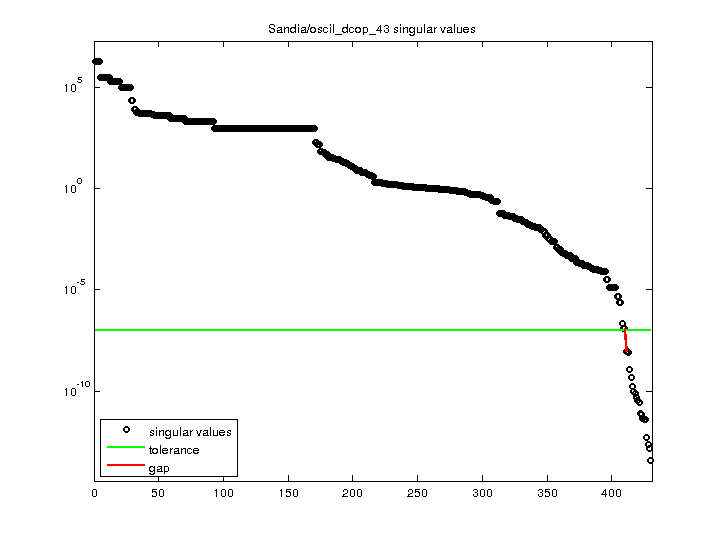 Sandia/oscil_dcop_43 singular values
10^5
10^0
10^-5
10^-10
singular values
tolerance
gap
0 50 100 150 200 250 300 350 400